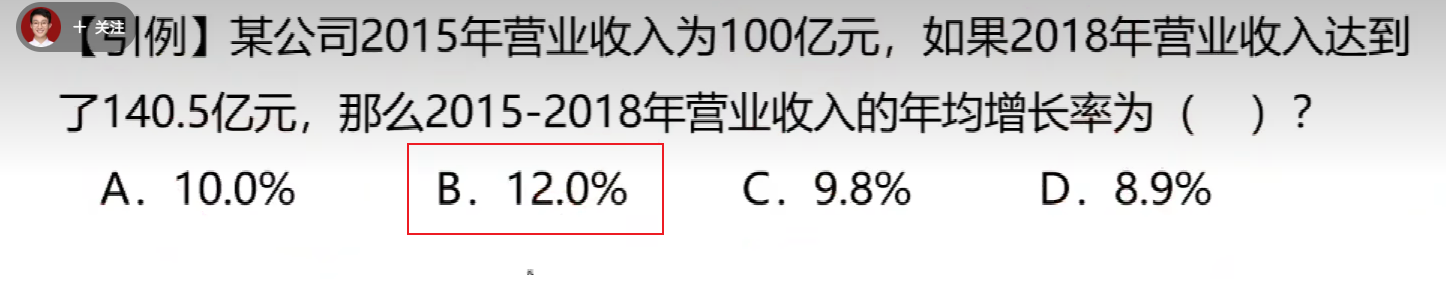 + 关注
【引例】某公司2015年营业收入为100亿元，如果2018年营业收入达到
了140.5亿元，那么2015-2018年营业收入的年均增长率为（　）？
A．10.0%　B．12.0%　C．9.8%　D．8.9%